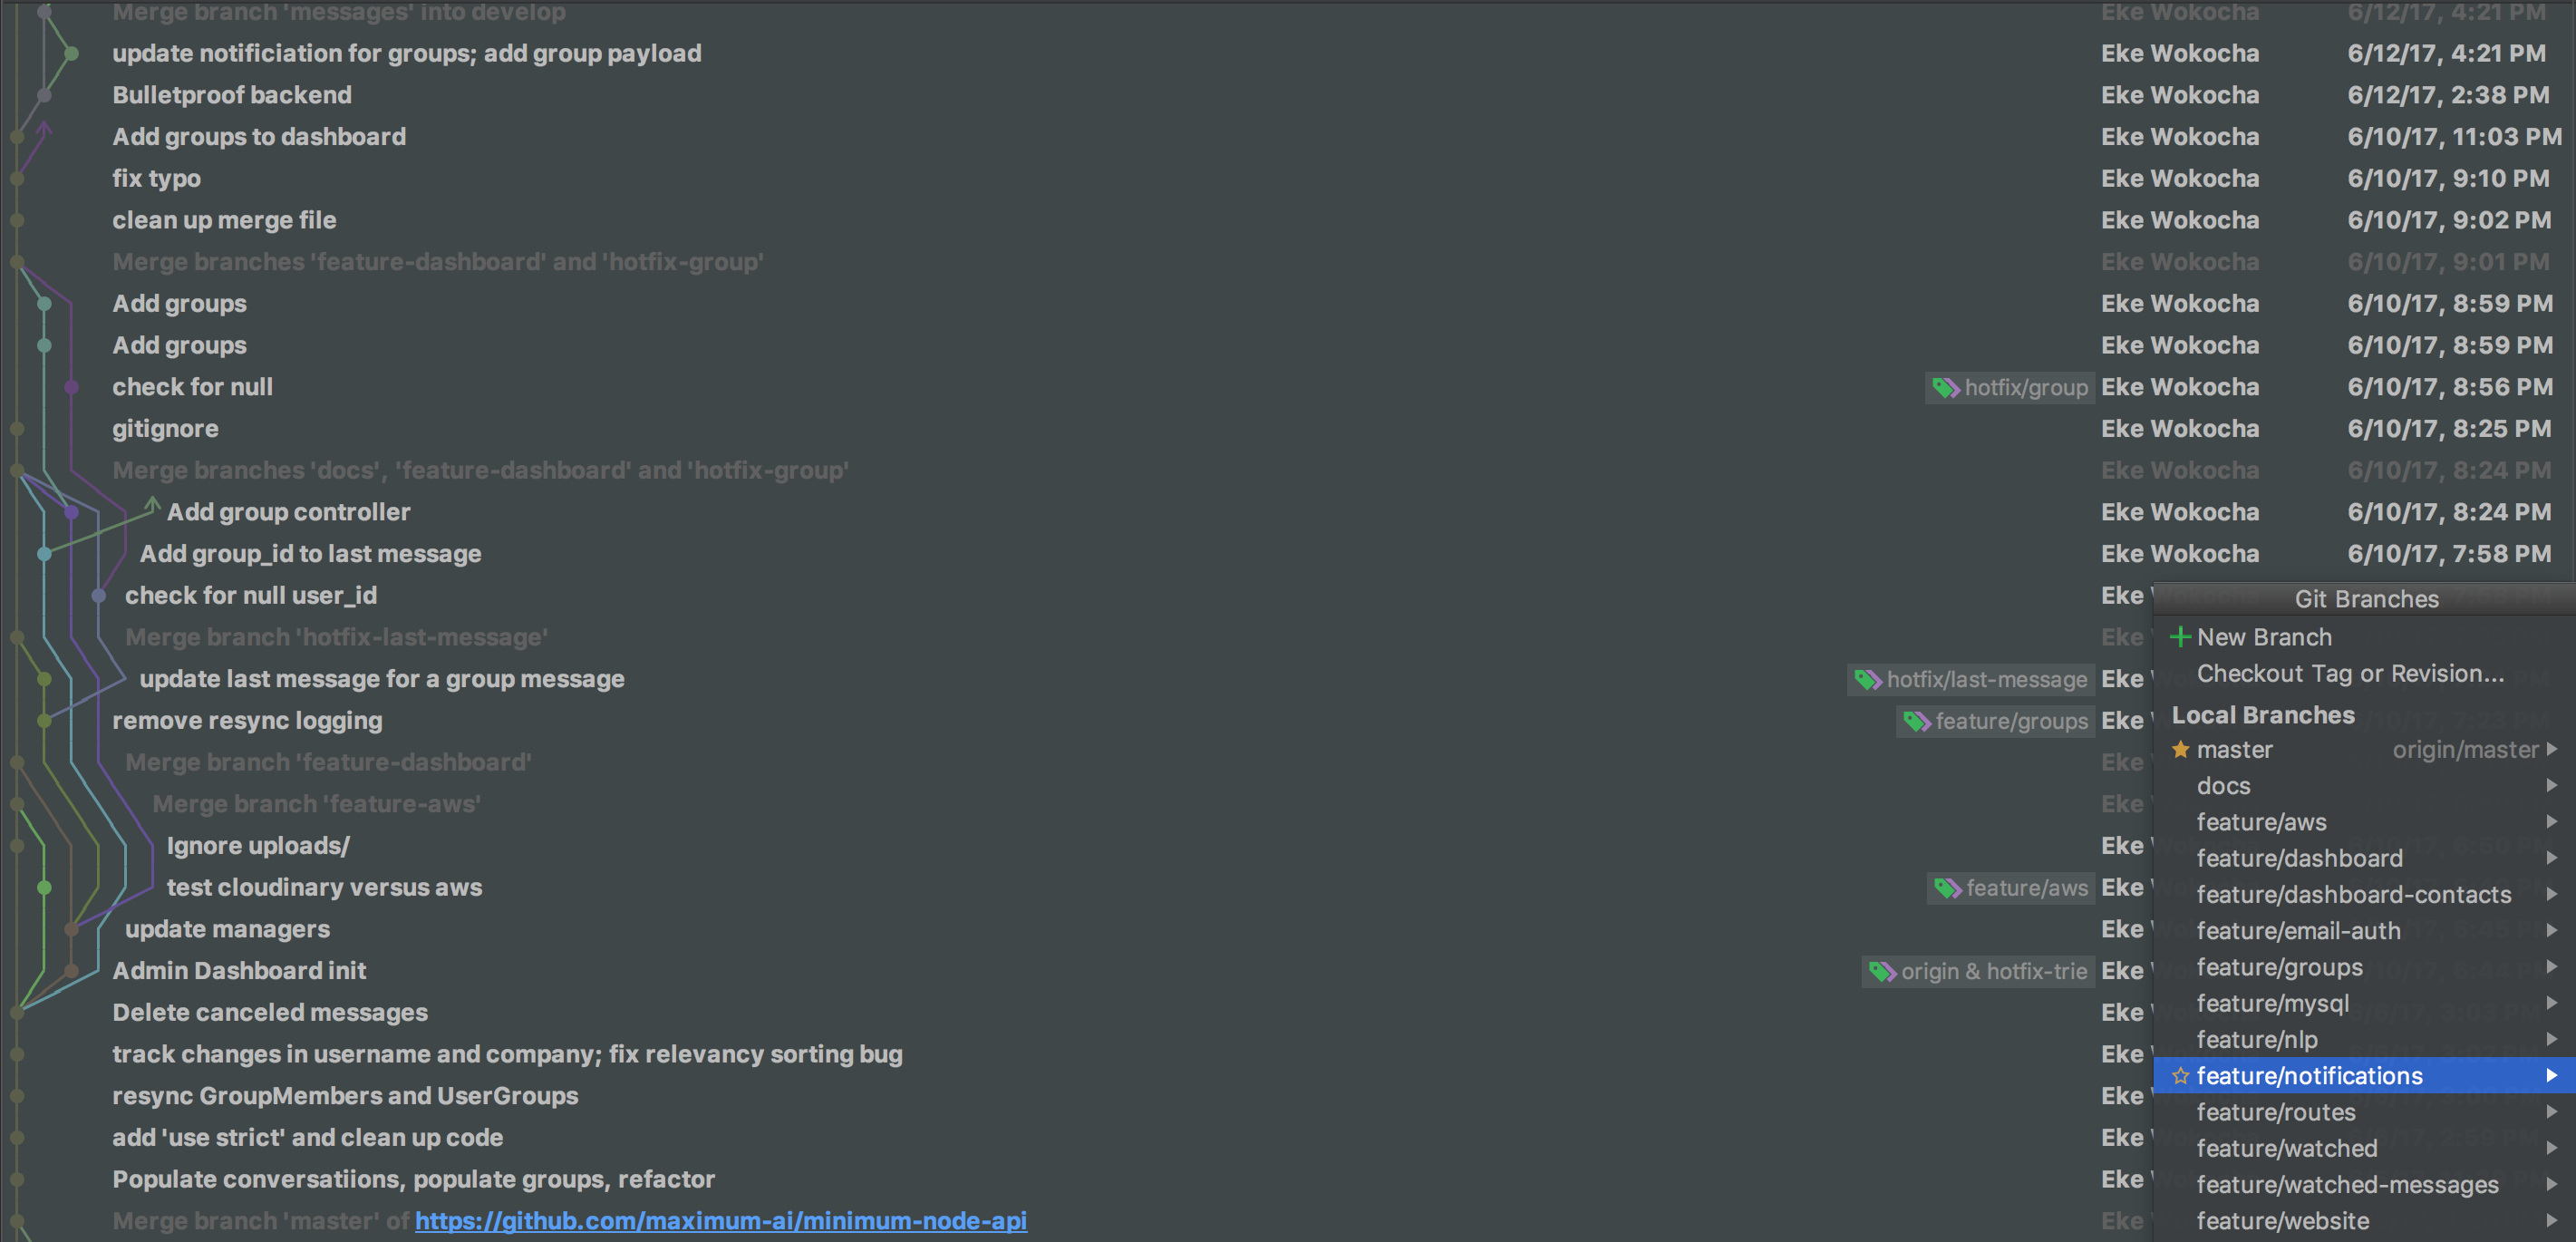 Merge branch 'messages' into develop Eke Wokocha 6/12/17, 4:21 PM
update notificiation for groups; add group payload Eke Wokocha 6/12/17, 4:21 PM
Bulletproof backend Eke Wokocha 6/12/17, 2:38 PM
Add groups to dashboard Eke Wokocha 6/10/17, 11:03 PM
fix typo Eke Wokocha 6/10/17, 9:10 PM
clean up merge file Eke Wokocha 6/10/17, 9:02 PM
Merge branches 'feature-dashboard' and 'hotfix-group' Eke Wokocha 6/10/17, 9:01 PM
Add groups Eke Wokocha 6/10/17, 8:59 PM
Add groups Eke Wokocha 6/10/17, 8:59 PM
check for null hotfix/group Eke Wokocha 6/10/17, 8:56 PM
gitignore Eke Wokocha 6/10/17, 8:25 PM
Merge branches 'docs', 'feature-dashboard' and 'hotfix-group' Eke Wokocha 6/10/17, 8:24 PM
Add group controller Eke Wokocha 6/10/17, 8:24 PM
Add group_id to last message Eke Wokocha 6/10/17, 7:58 PM
check for null user_id Eke
Merge branch 'hotfix-last-message' Eke
update last message for a group message hotfix/last-message Eke
remove resync logging feature/groups Eke
Merge branch 'feature-dashboard' Eke
Merge branch 'feature-aws' Eke
Ignore uploads/ Eke
test cloudinary versus aws feature/aws Eke
update managers Eke
Admin Dashboard init origin & hotfix-trie Eke
Delete canceled messages Eke
track changes in username and company; fix relevancy sorting bug Eke
resync GroupMembers and UserGroups Eke
add 'use strict' and clean up code Eke
Populate conversatiions, populate groups, refactor Eke
Merge branch 'master' of https://github.com/maximum-ai/minimum-node-api Eke
Git Branches
New Branch
Checkout Tag or Revision...
Local Branches
master origin/master
docs
feature/aws
feature/dashboard
feature/dashboard-contacts
feature/email-auth
feature/groups
feature/mysql
feature/nlp
feature/notifications
feature/routes
feature/watched
feature/watched-messages
feature/website